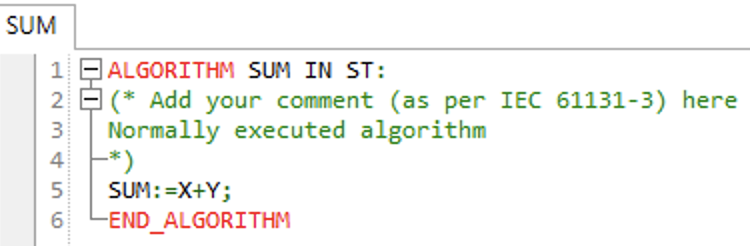 SUM
1 ALGORITHM SUM IN ST:
2 (* Add your comment (as per IEC 61131-3) here
3 Normally executed algorithm
4 *)
5 SUM:=X+Y;
6 END_ALGORITHM